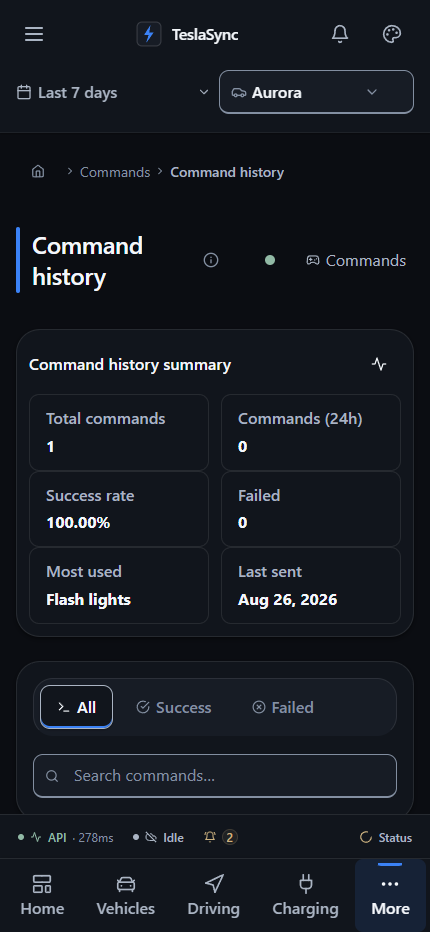 TeslaSync
Last 7 days
Aurora
Commands
Command history
Command
history
Commands
Command history summary
Total commands
1
Commands (24h)
0
Success rate
100.00%
Failed
0
Most used
Flash lights
Last sent
Aug 26, 2026
All
Success
Failed
Search commands...
API · 278ms
Idle
2
Status
Home
Vehicles
Driving
Charging
More